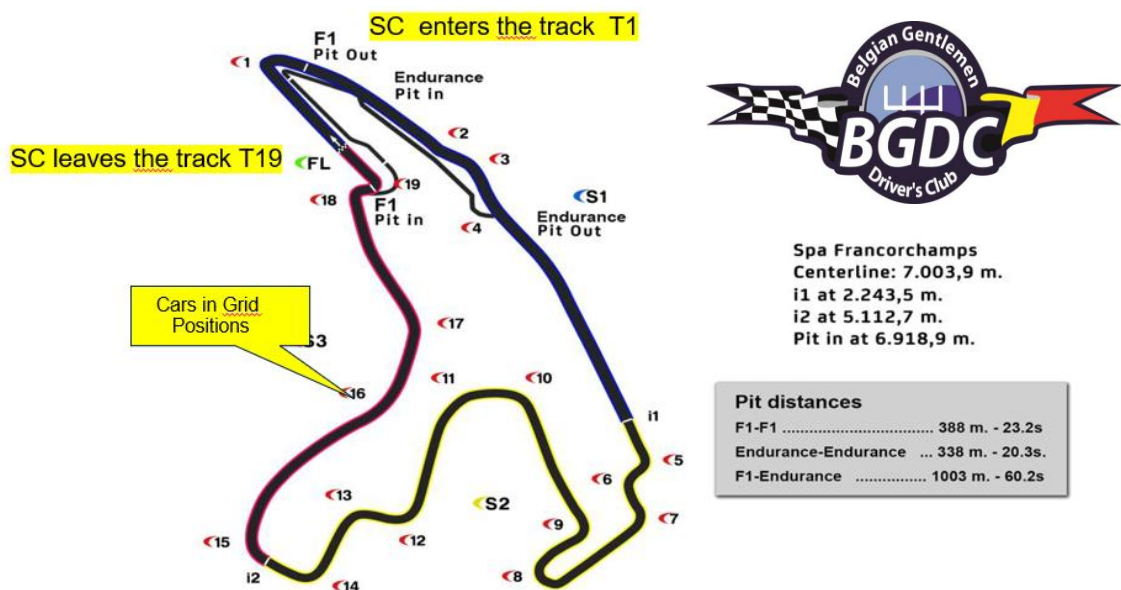 SC enters the track T1
F1
Pit Out
1
Endurance
Pit in
2
3
SC leaves the track T19
FL
19
18
F1
Pit in
4
S1
Endurance
Pit Out
Cars in Grid
Positions
S3
17
16
11
10
i1
5
6
13
S2
7
9
12
15
i2
14
8
Belgian Gentlemen
BGDC
Driver's Club
Spa Francorchamps
Centerline: 7.003,9 m.
i1 at 2.243,5 m.
i2 at 5.112,7 m.
Pit in at 6.918,9 m.
Pit distances
F1-F1 ................................. 388 m. - 23.2s
Endurance-Endurance ... 338 m. - 20.3s.
F1-Endurance ................ 1003 m. - 60.2s